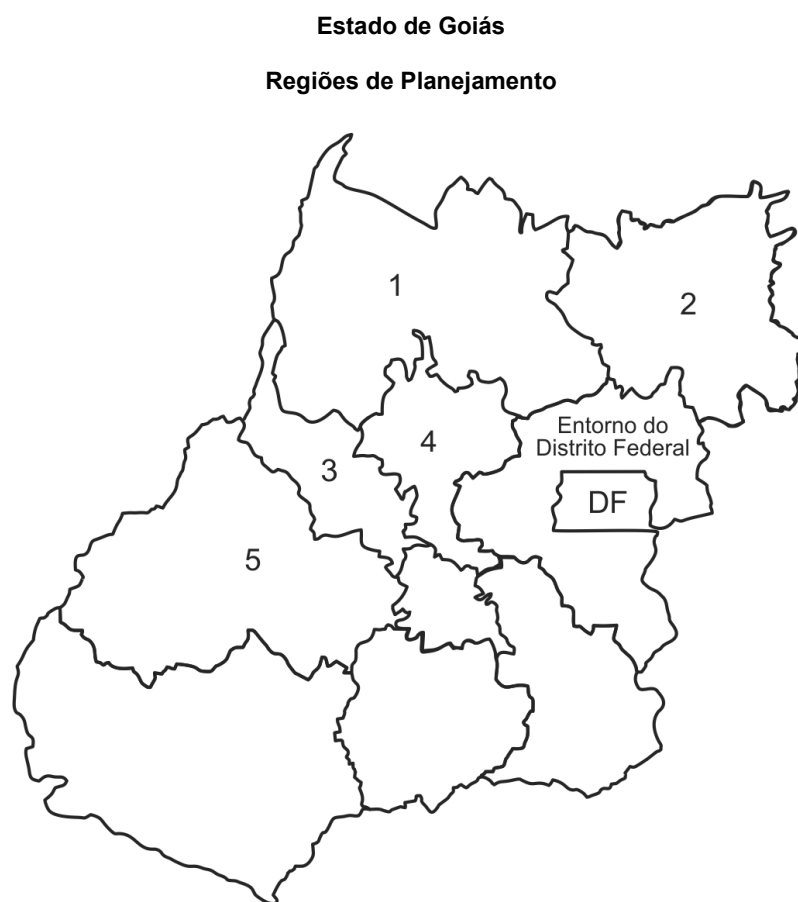 Estado de Goiás
Regiões de Planejamento
1
2
Entorno do
Distrito Federal
4
3
DF
5